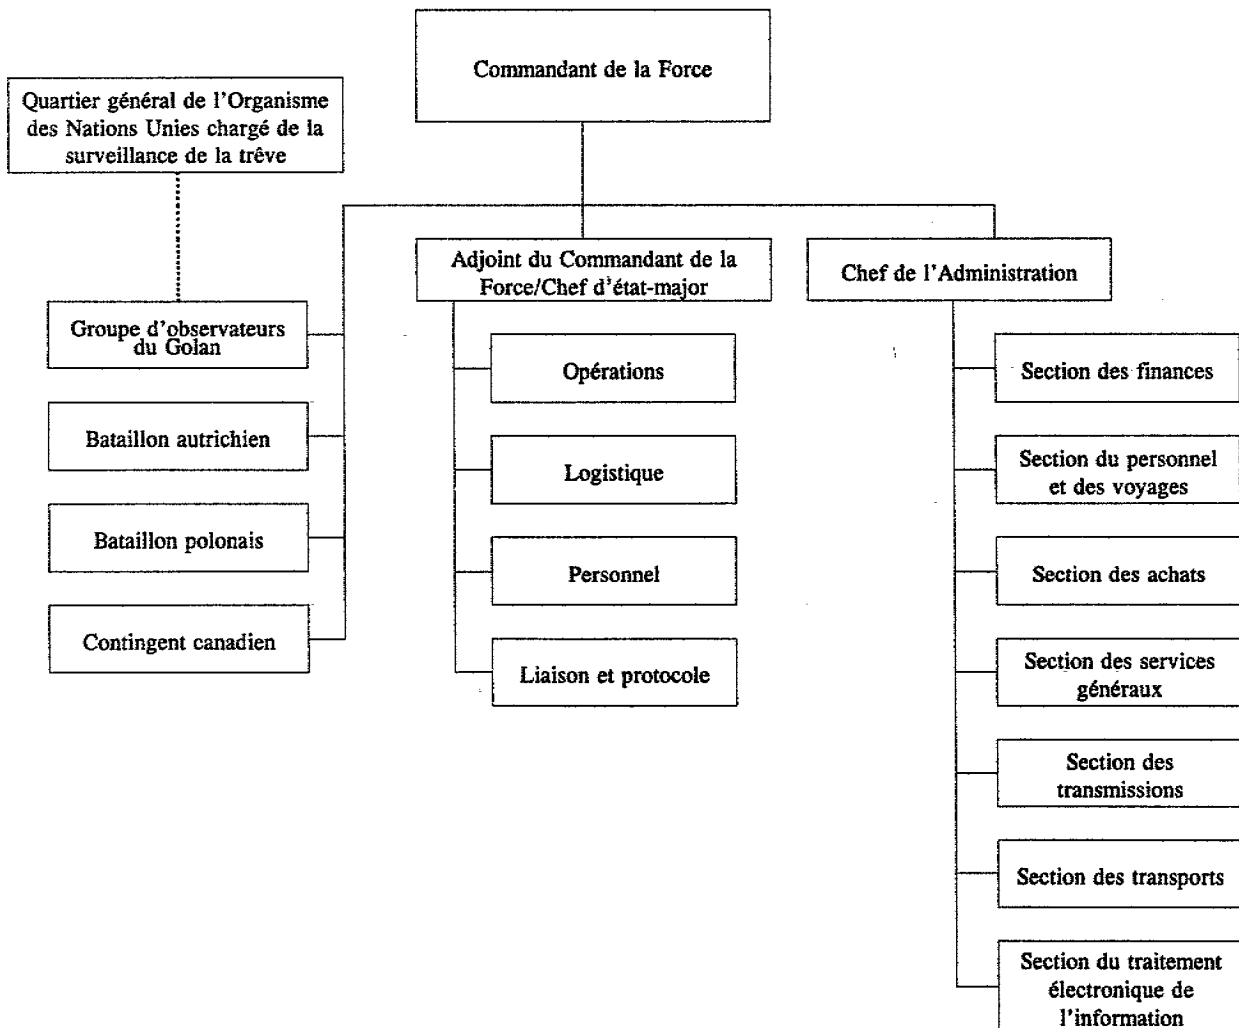 Commandant de la Force
Quartier général de l'Organisme
des Nations Unies chargé de la
surveillance de la trêve
Adjoint du Commandant de la
Force/Chef d'état-major
Chef de l'Administration
Groupe d'observateurs
du Golan
Bataillon autrichien
Bataillon polonais
Contingent canadien
Opérations
Logistique
Personnel
Liaison et protocole
Section des finances
Section du personnel
et des voyages
Section des achats
Section des services
généraux
Section des
transmissions
Section des transports
Section du traitement
électronique de
l'information